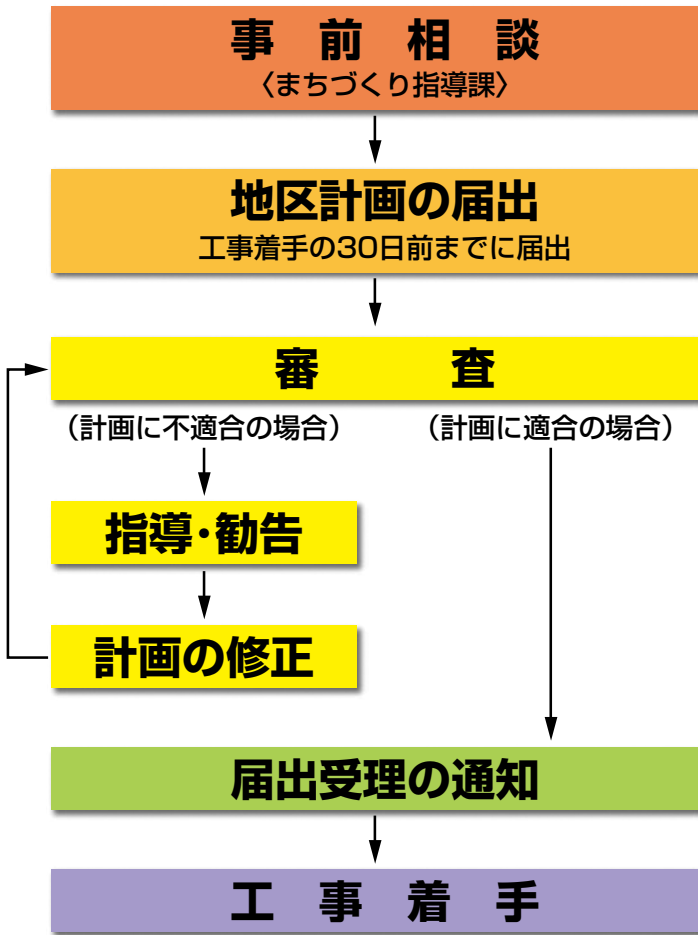 事前相談
〈まちづくり指導課〉
地区計画の届出
工事着手の30日前までに届出
審査
（計画に不適合の場合）
（計画に適合の場合）
指導・勧告
計画の修正
届出受理の通知
工事着手